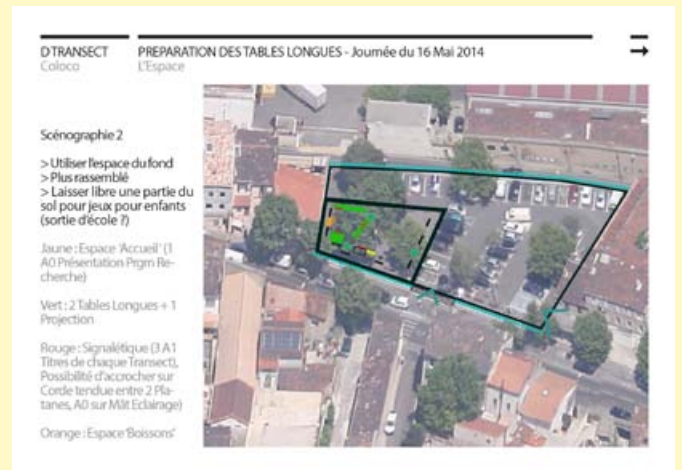 DTRANSECT
Coloco
PREPARATION DES TABLES LONGUES - Journée du 16 Mai 2014
L'Espace
Scénographie 2
> Utiliser l'espace du fond
> Plus rassemblé
> Laisser libre une partie du
sol pour jeux pour enfants
(sortie d'école ?)
Jaune : Espace 'Accueil' (1
A0 Présentation Prgm Re-
cherche)
Vert : 2 Tables Longues + 1
Projection
Rouge : Signalétique (3 A1
Titres de chaque Transect),
Possibilité d'accrocher sur
Corde tendue entre 2 Pla-
tanes, A0 sur Mât Eclairage)
Orange : Espace 'Boissons'